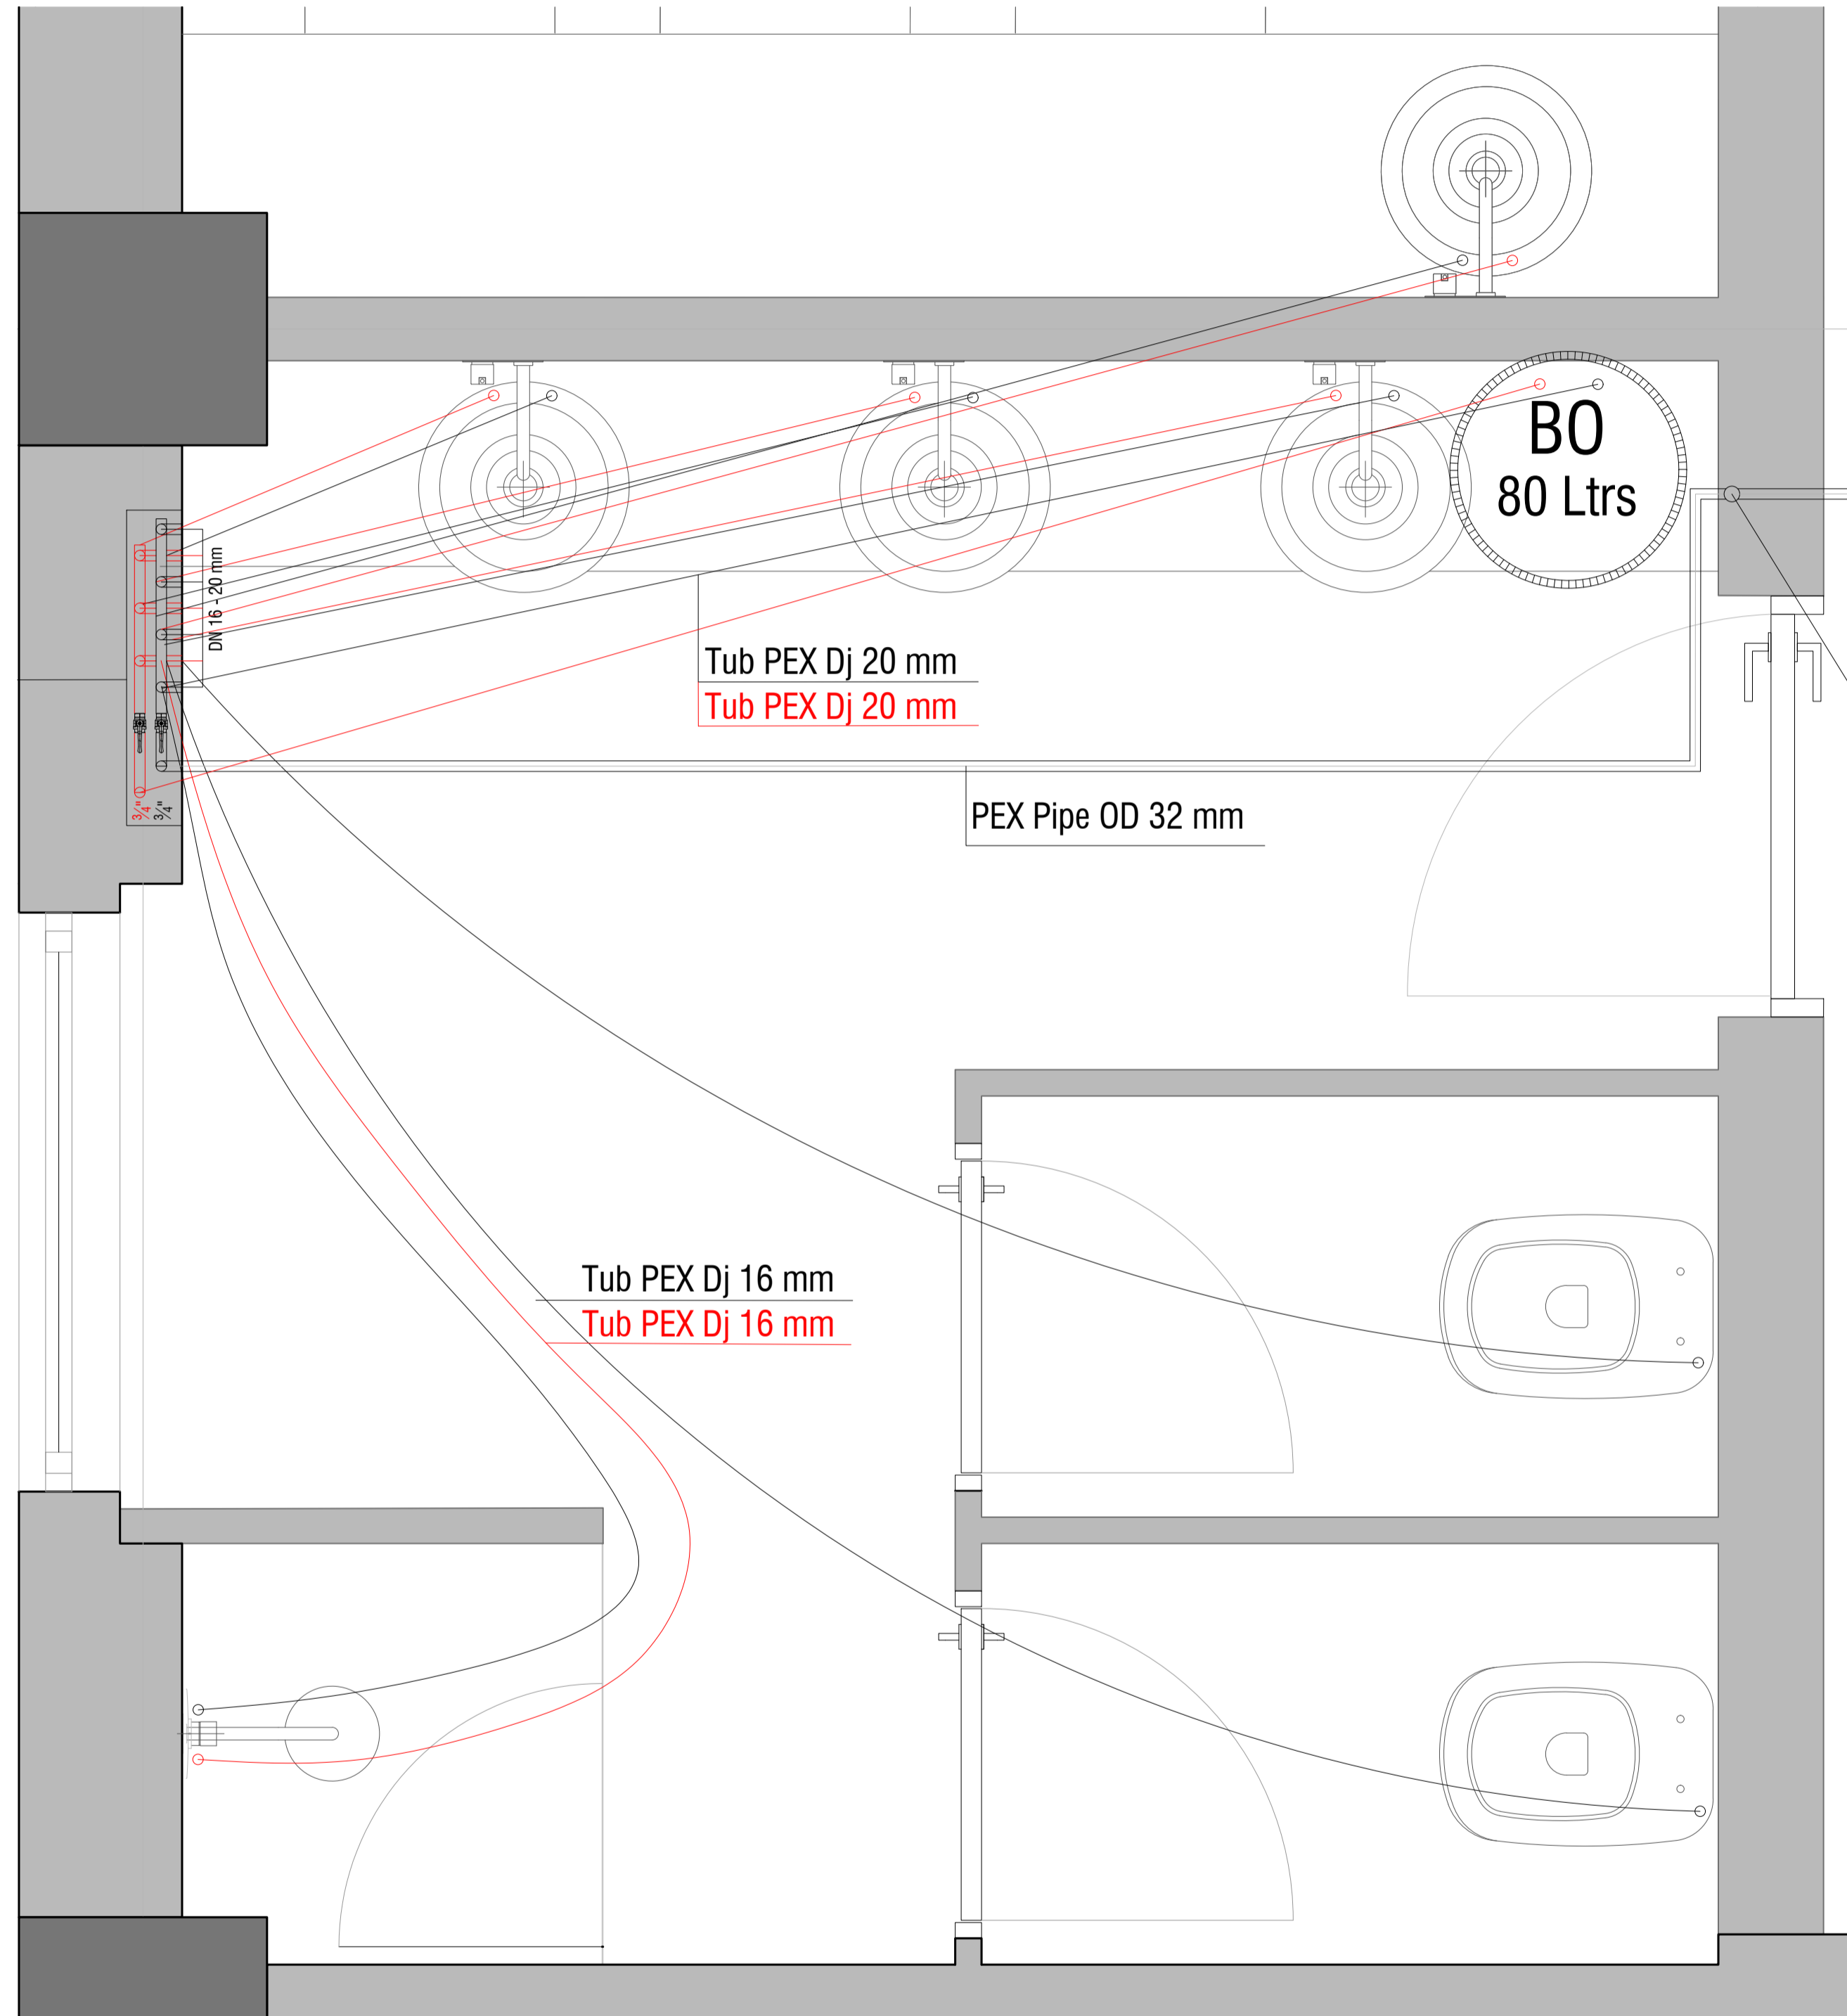 BO
80 Ltrs
DN 16 - 20 mm
Tub PEX Dj 20 mm
Tub PEX Dj 20 mm
3/4"
3/4"
PEX Pipe OD 32 mm
Tub PEX Dj 16 mm
Tub PEX Dj 16 mm